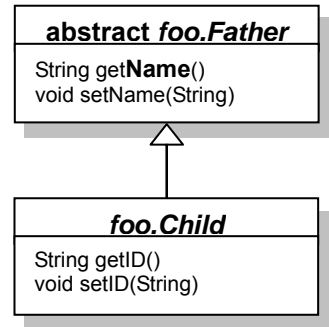 abstract foo.Father
String getName()
void setName(String)
foo.Child
String getID()
void setID(String)